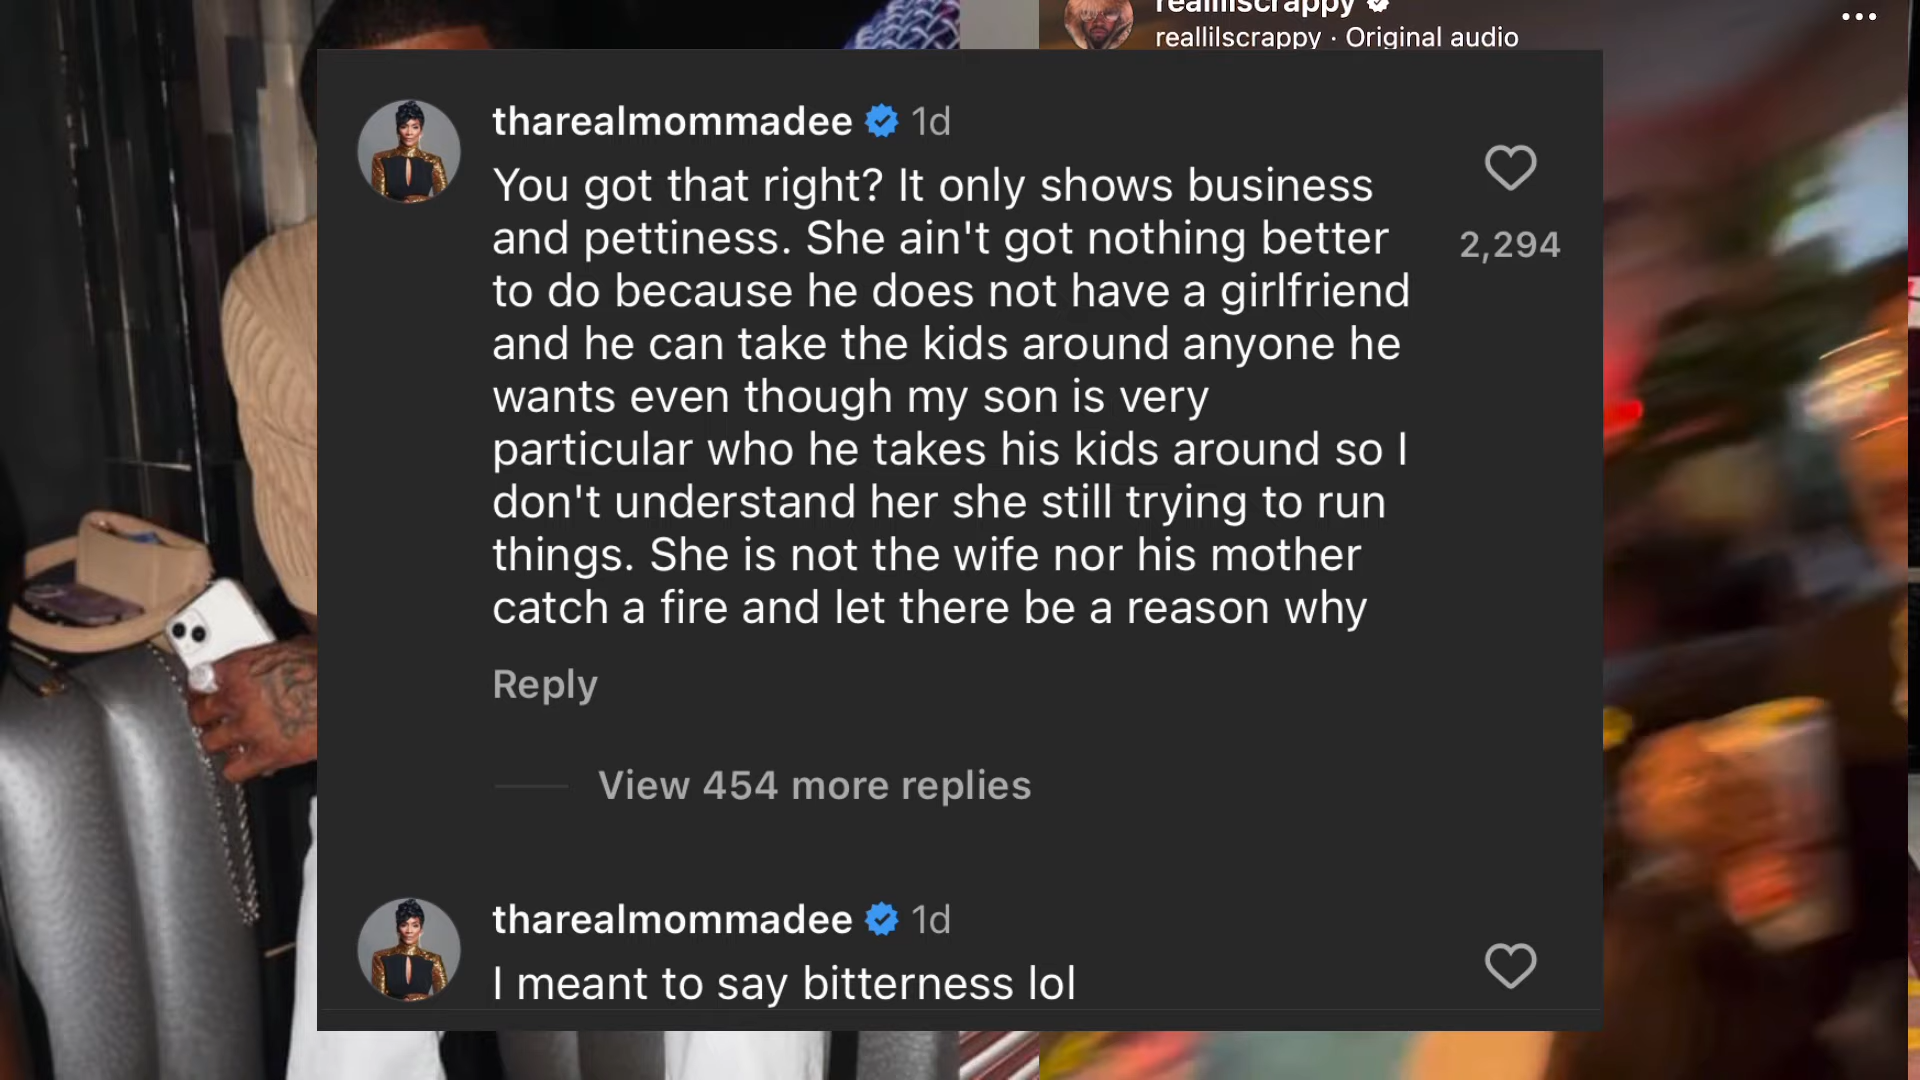 reallilscrappy
reallilscrappy · Original audio
tharealmommadee 1d
You got that right? It only shows business
and pettiness. She ain't got nothing better
to do because he does not have a girlfriend
and he can take the kids around anyone he
wants even though my son is very
particular who he takes his kids around so I
don't understand her she still trying to run
things. She is not the wife nor his mother
catch a fire and let there be a reason why
2,294
Reply
View 454 more replies
tharealmommadee 1d
I meant to say bitterness lol